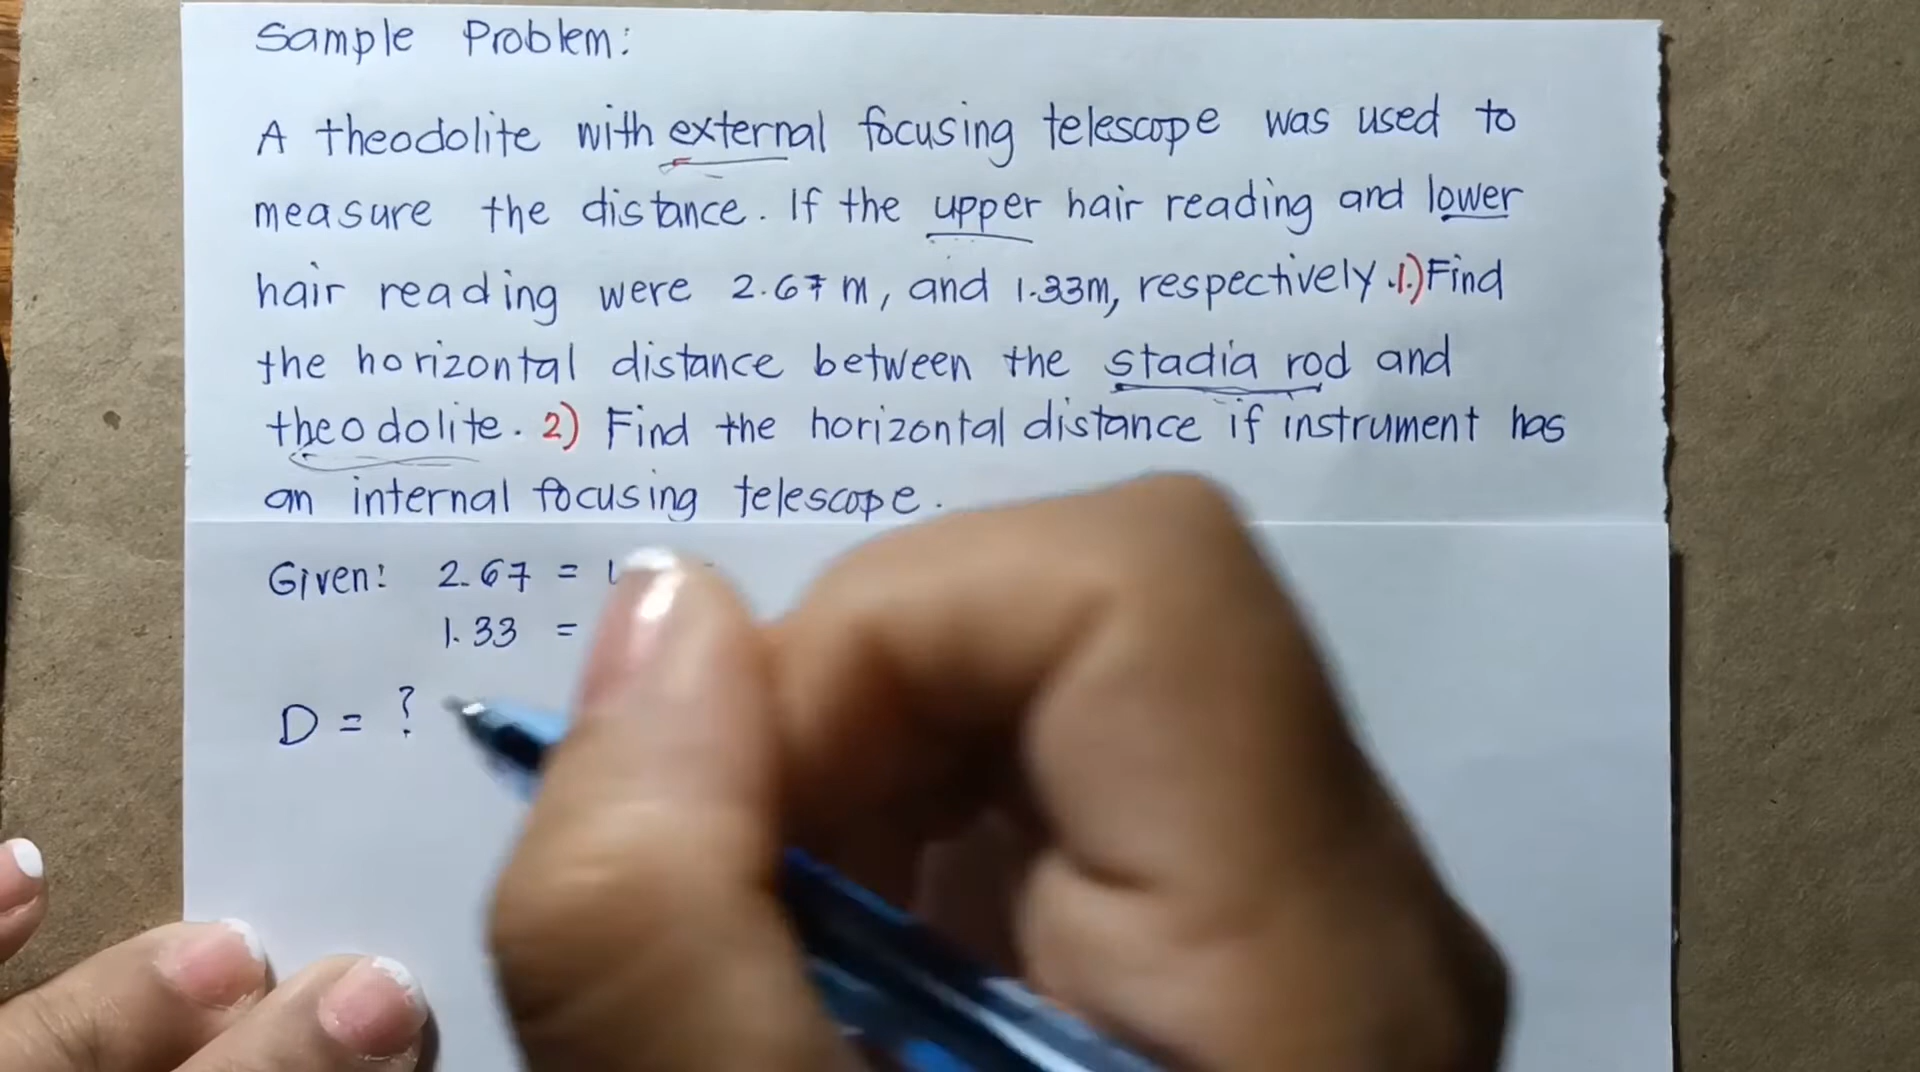 Sample Problem:
A theodolite with external focusing telescope was used to
measure the distance. If the upper hair reading and lower
hair reading were 2.67 m, and 1.33m, respectively. 1.) Find
the horizontal distance between the stadia rod and
theodolite. 2) Find the horizontal distance if instrument has
an internal focusing telescope.
Given: 2.67 =
1.33 =
D = ?